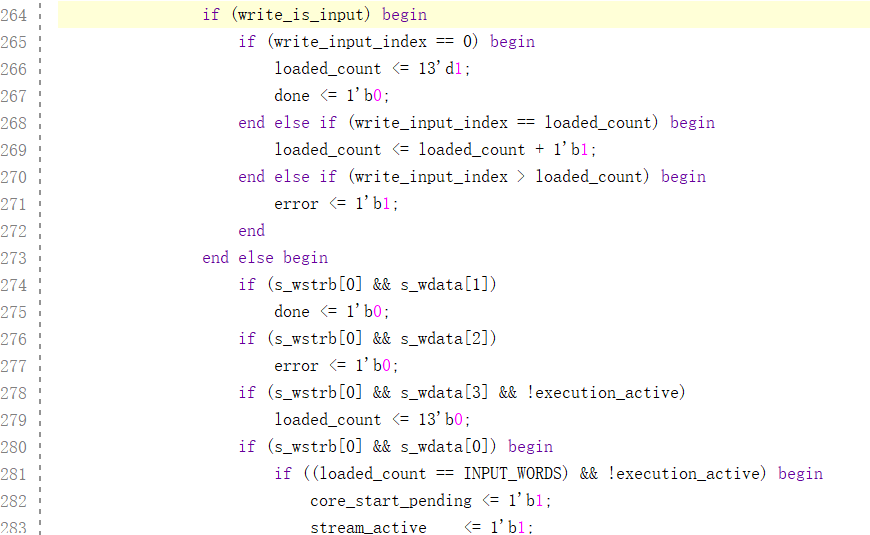 264 if (write_is_input) begin
265 if (write_input_index == 0) begin
266 loaded_count <= 13'd1;
267 done <= 1'b0;
268 end else if (write_input_index == loaded_count) begin
269 loaded_count <= loaded_count + 1'b1;
270 end else if (write_input_index > loaded_count) begin
271 error <= 1'b1;
272 end
273 end else begin
274 if (s_wstrb[0] && s_wdata[1])
275 done <= 1'b0;
276 if (s_wstrb[0] && s_wdata[2])
277 error <= 1'b0;
278 if (s_wstrb[0] && s_wdata[3] && !execution_active)
279 loaded_count <= 13'b0;
280 if (s_wstrb[0] && s_wdata[0]) begin
281 if ((loaded_count == INPUT_WORDS) && !execution_active) begin
282 core_start_pending <= 1'b1;
283 stream_active <= 1'b1;